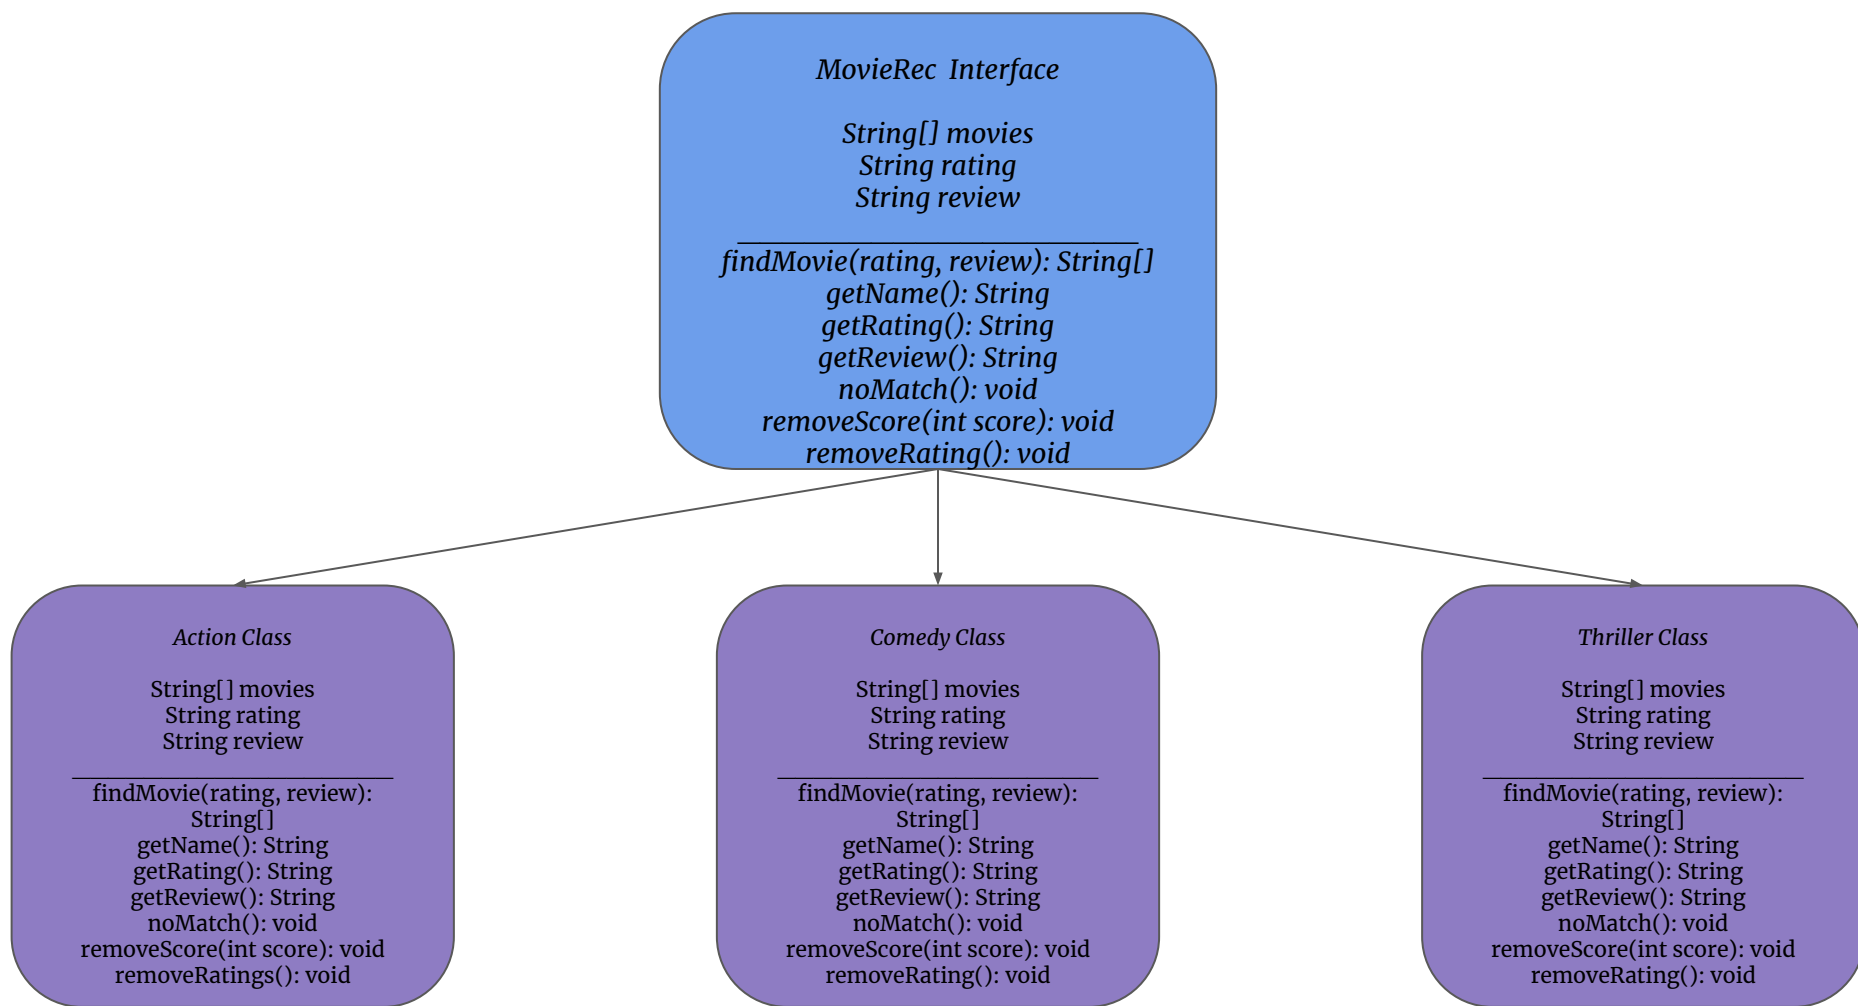 MovieRec Interface
String[] movies
String rating
String review
findMovie(rating, review): String[]
getName(): String
getRating(): String
getReview(): String
noMatch(): void
removeScore(int score): void
removeRating(): void
Action Class
String[] movies
String rating
String review
findMovie(rating, review):
String[]
getName(): String
getRating(): String
getReview(): String
noMatch(): void
removeScore(int score): void
removeRatings(): void
Comedy Class
String[] movies
String rating
String review
findMovie(rating, review):
String[]
getName(): String
getRating(): String
getReview(): String
noMatch(): void
removeScore(int score): void
removeRating(): void
Thriller Class
String[] movies
String rating
String review
findMovie(rating, review):
String[]
getName(): String
getRating(): String
getReview(): String
noMatch(): void
removeScore(int score): void
removeRating(): void